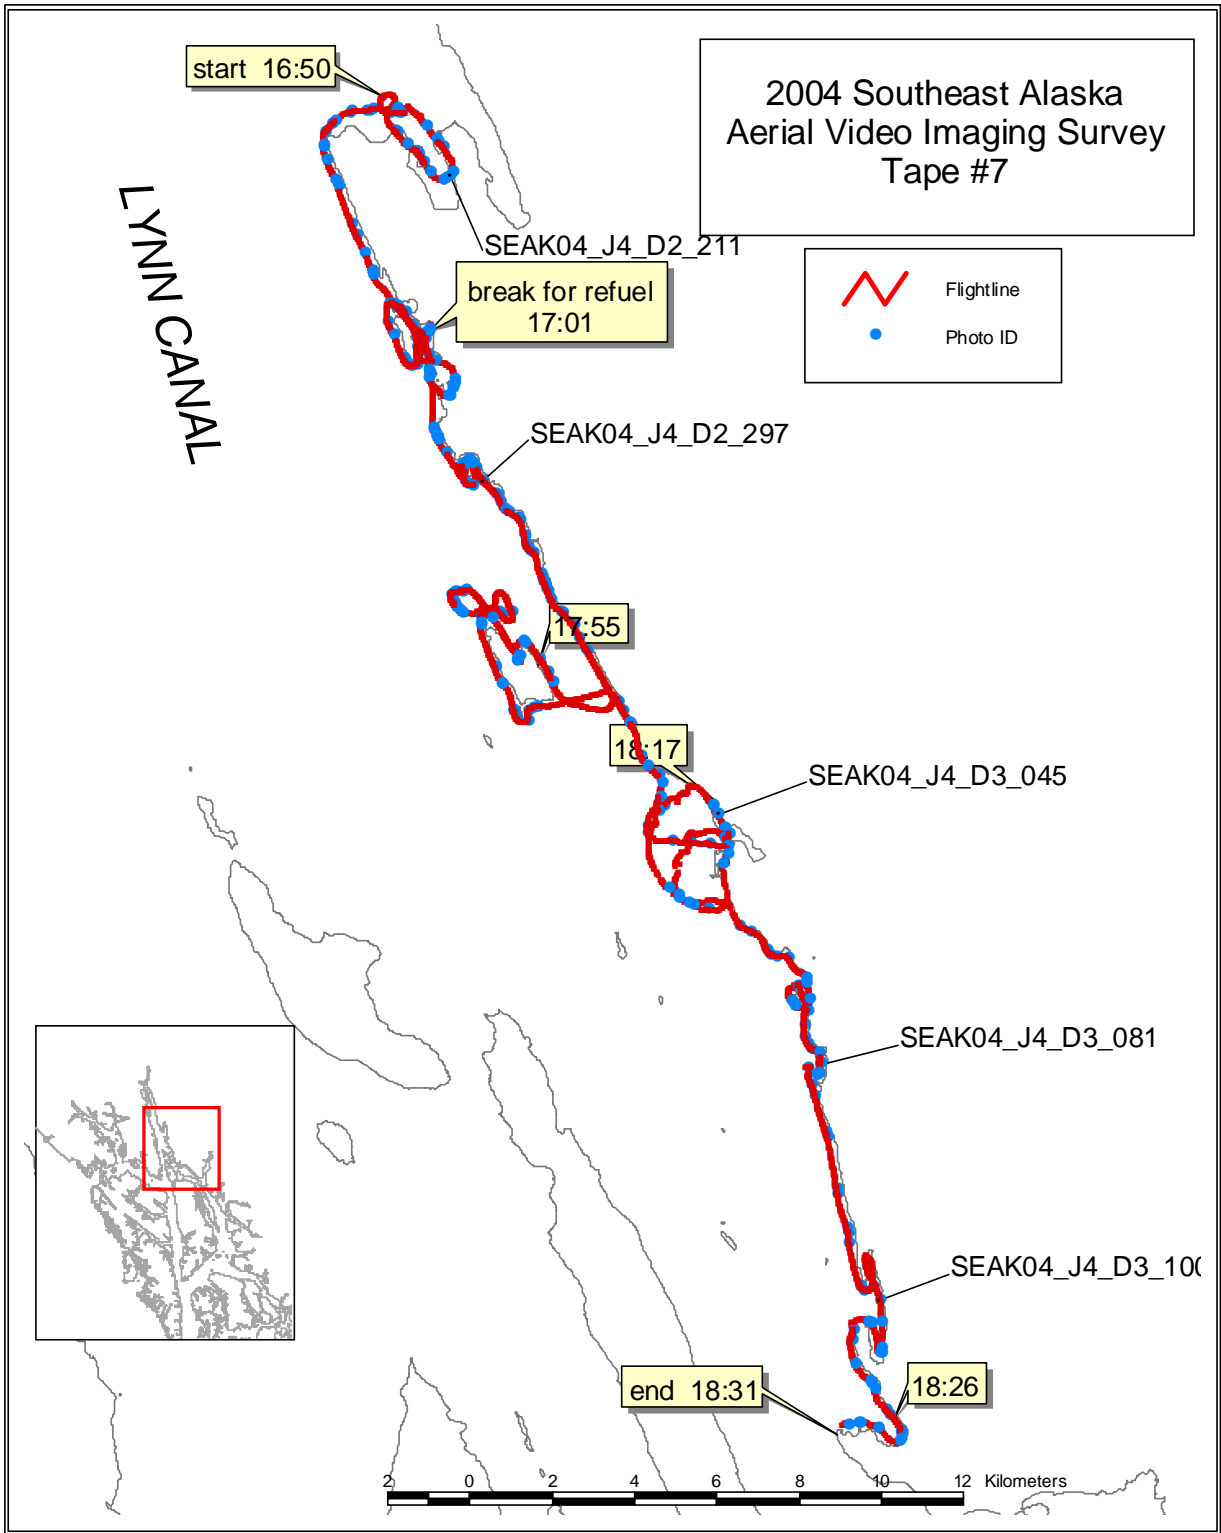 start 16:50
2004 Southeast Alaska
Aerial Video Imaging Survey
Tape #7
LYNN CANAL
SEAK04_J4_D2_211
break for refuel
17:01
Flightline
Photo ID
SEAK04_J4_D2_297
17:55
18:17
SEAK04_J4_D3_045
SEAK04_J4_D3_081
SEAK04_J4_D3_100
end 18:31
18:26
2 0 2 4 6 8 10 12 Kilometers